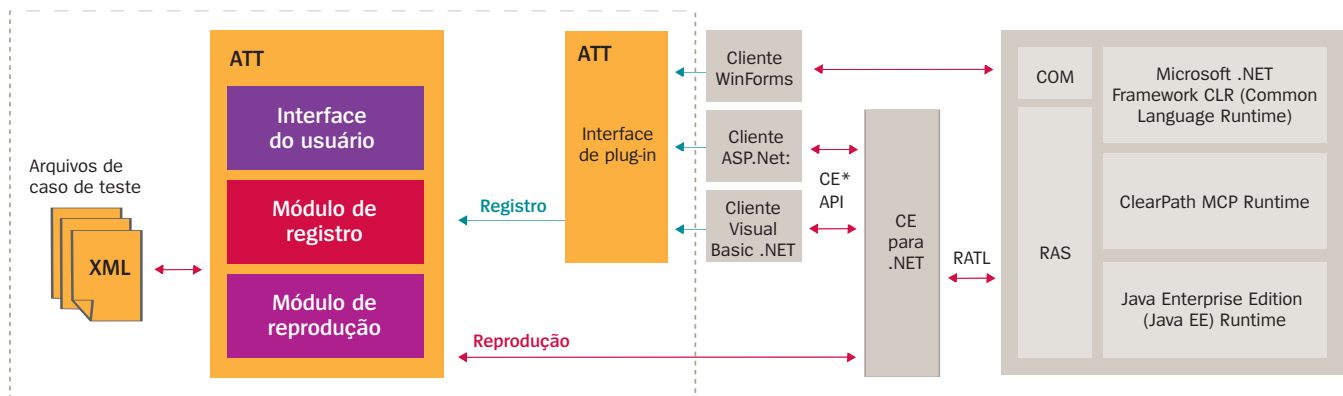 Arquivos de
caso de teste
XML
ATT
Interface
do usuário
Módulo de
registro
Módulo de
reprodução
Registro
Reprodução
ATT
Interface
de plug-in
Cliente
WinForms
Cliente
ASP.Net:
Cliente
Visual
Basic .NET
CE*
API
CE
para
.NET
RATL
COM
RAS
Microsoft .NET
Framework CLR (Common
Language Runtime)
ClearPath MCP Runtime
Java Enterprise Edition
(Java EE) Runtime